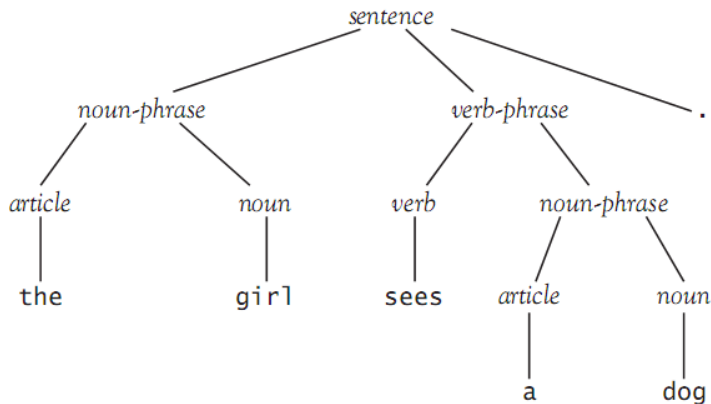 sentence
noun-phrase verb-phrase .
article noun verb noun-phrase
the girl sees article noun
a dog